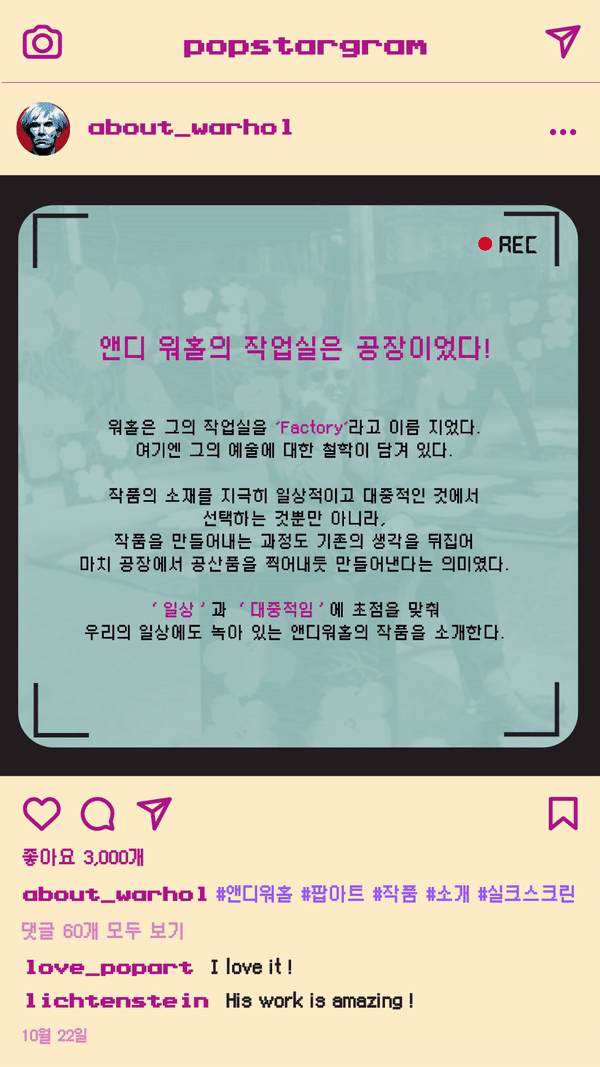 popstargram
about_warhol
REC
앤디 워홀의 작업실은 공장이었다!
워홀은 그의 작업실을 ‘Factory’라고 이름 지었다.
여기엔 그의 예술에 대한 철학이 담겨 있다.
작품의 소재를 지극히 일상적이고 대중적인 것에서
선택하는 것뿐만 아니라,
작품을 만들어내는 과정도 기존의 생각을 뒤집어
마치 공장에서 공산품을 찍어내듯 만들어낸다는 의미였다.
‘ 일상 ’ 과 ‘ 대중적임 ’ 에 초점을 맞춰
우리의 일상에도 녹아 있는 앤디워홀의 작품을 소개한다.
좋아요 3,000개
about_warhol #앤디워홀 #팝아트 #작품 #소개 #실크스크린
댓글 60개 모두 보기
love_popart I love it !
lichtenstein His work is amazing !
10월 22일